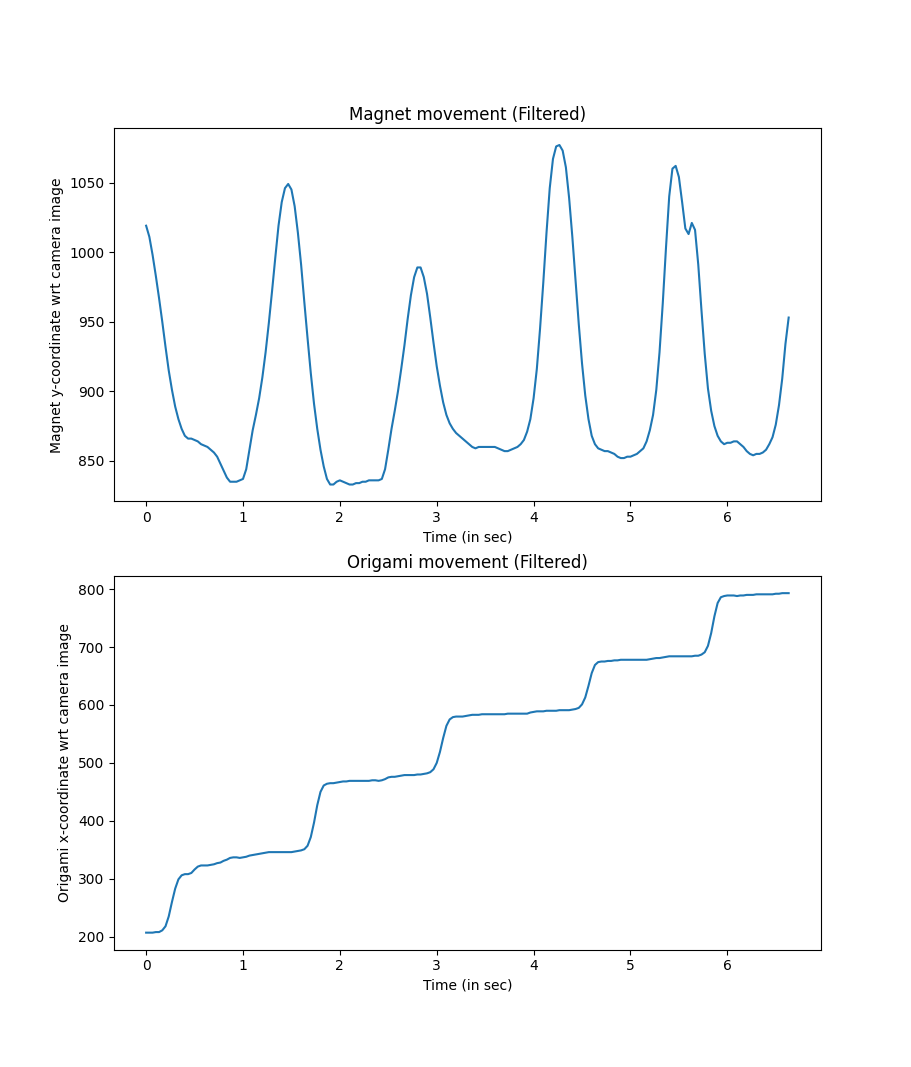 Magnet movement (Filtered)
Magnet y-coordinate wrt camera image
1050
1000
950
900
850
0 1 2 3 4 5 6
Time (in sec)
Origami movement (Filtered)
Origami x-coordinate wrt camera image
800
700
600
500
400
300
200
0 1 2 3 4 5 6
Time (in sec)